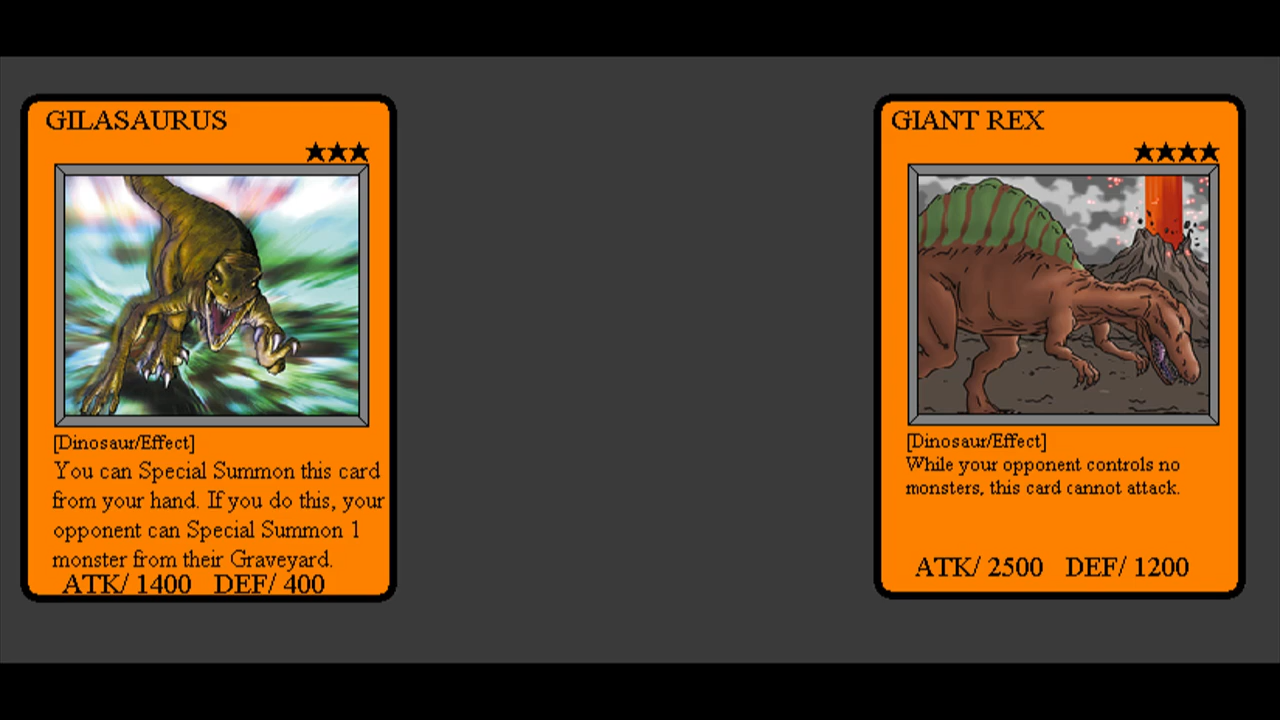 GILASAURUS
★★★
[Dinosaur/Effect]
You can Special Summon this card
from your hand. If you do this, your
opponent can Special Summon 1
monster from their Graveyard.
ATK/ 1400 DEF/ 400
GIANT REX
★★★★
[Dinosaur/Effect]
While your opponent controls no
monsters, this card cannot attack.
ATK/ 2500 DEF/ 1200